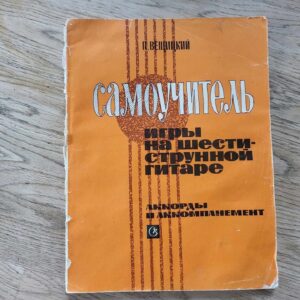 П. ВЕЩИЦКИЙ
САМОУЧИТЕЛЬ
ИГРЫ
НА ШЕСТИ-
СТРУННОЙ
ГИТАРЕ
АККОРДЫ
И АККОМПАНЕМЕНТ